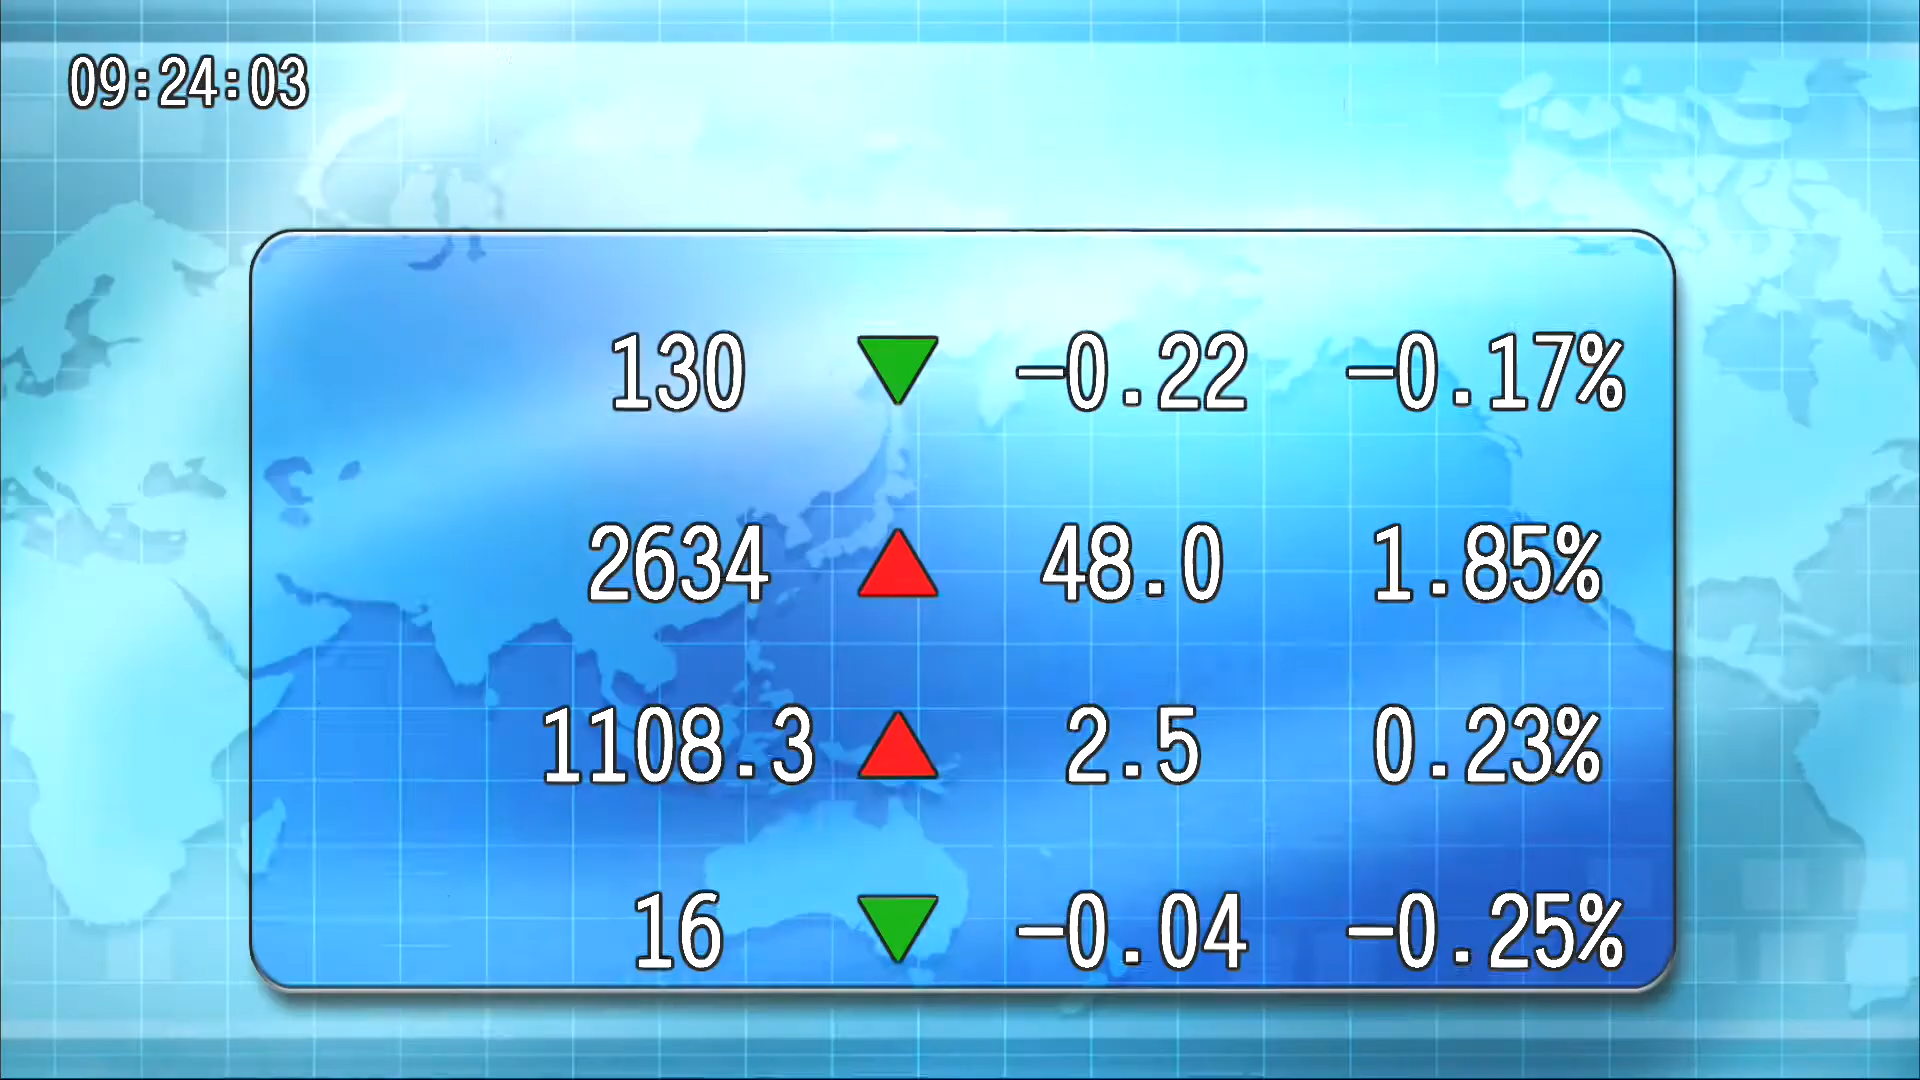 09:24:03
130 ▼ -0.22 -0.17%
2634 ▲ 48.0 1.85%
1108.3 ▲ 2.5 0.23%
16 ▼ -0.04 -0.25%